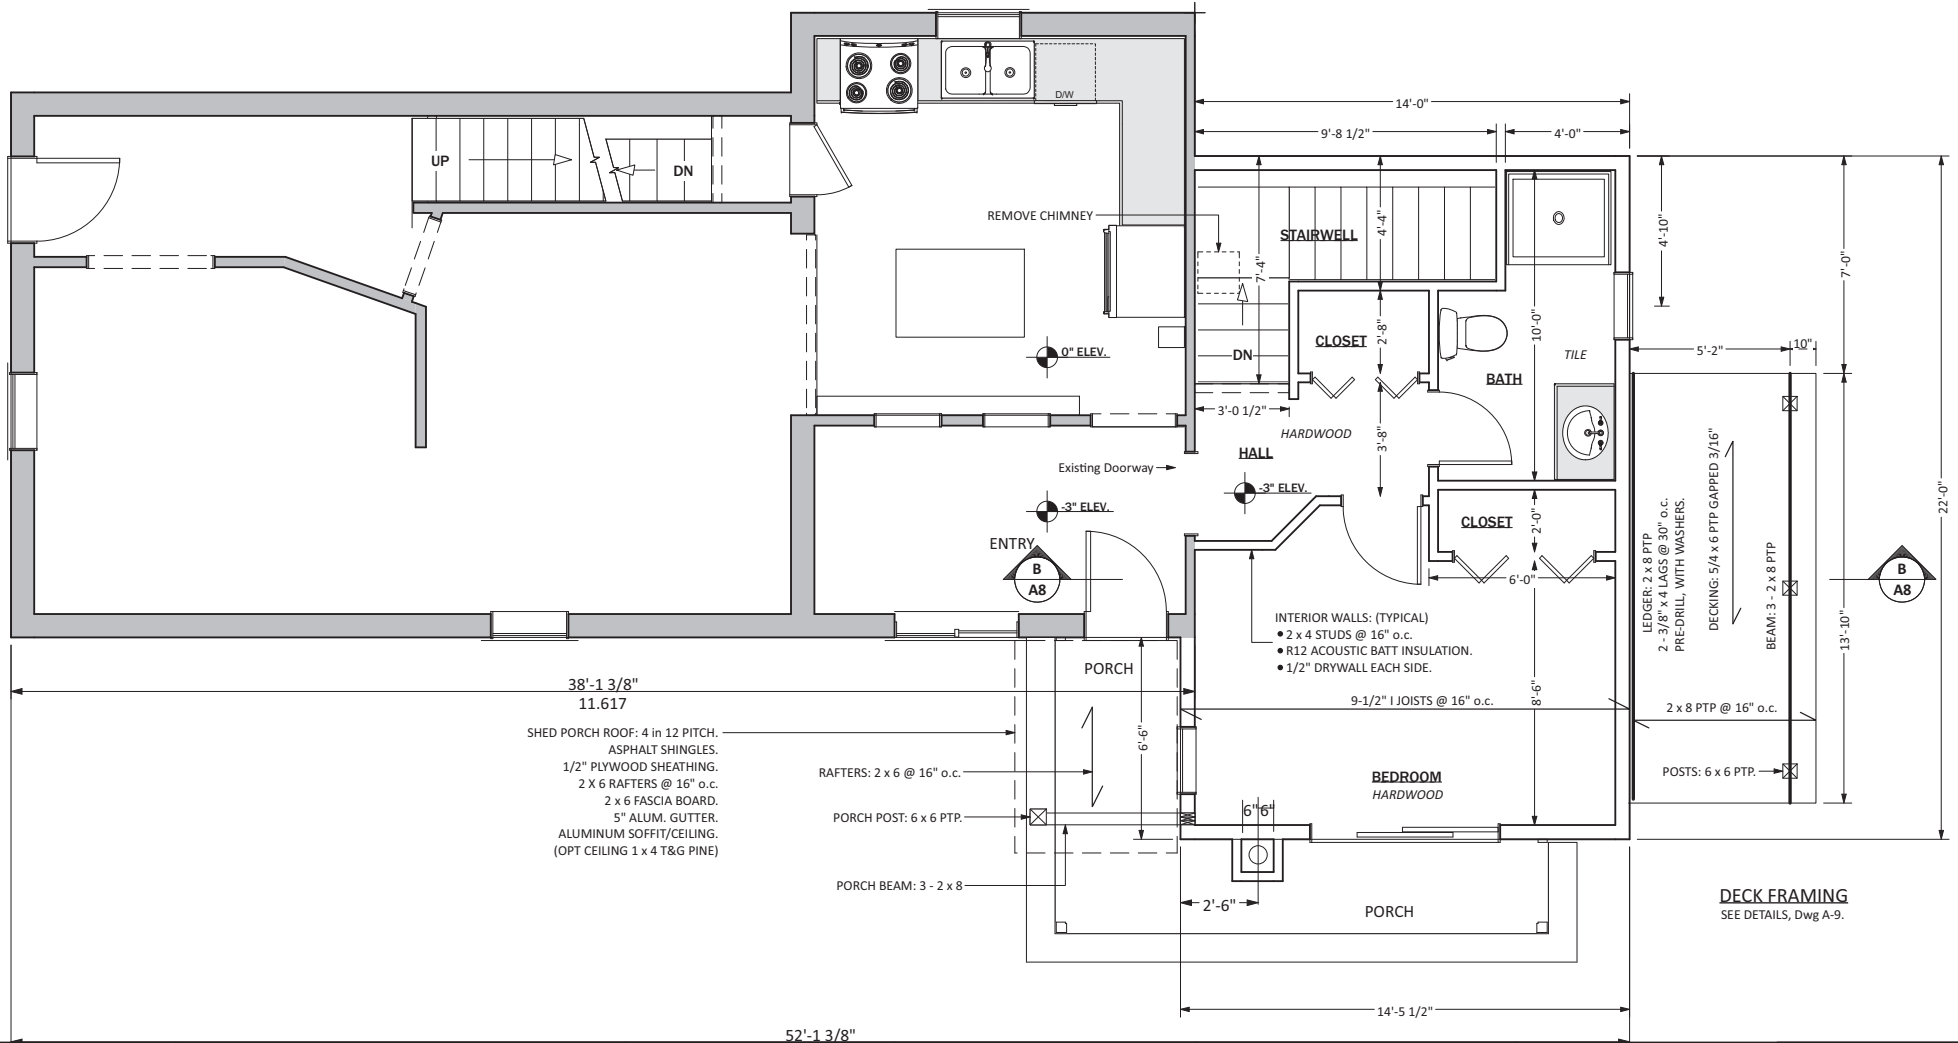 D/W
14'-0"
9'-8 1/2"
4'-0"
UP
DN
REMOVE CHIMNEY
STAIRWELL
4'-4"
7'-4"
4'-10"
7'-0"
22'-0"
CLOSET
2'-8"
10'-0"
TILE
BATH
0" ELEV.
DN
5'-2"
10"
3'-0 1/2"
HARDWOOD
3'-8"
HALL
Existing Doorway
-3" ELEV.
-3" ELEV.
ENTRY
B
A8
CLOSET
2'-0"
6'-0"
LEDGER: 2 x 8 PTP
2 - 3/8" x 4 LAGS @ 30" o.c.
PRE-DRILL, WITH WASHERS.
DECKING: 5/4 x 6 PTP GAPPED 3/16"
BEAM: 3 - 2 x 8 PTP
13'-10"
B
A8
INTERIOR WALLS: (TYPICAL)
• 2 x 4 STUDS @ 16" o.c.
• R12 ACOUSTIC BATT INSULATION.
• 1/2" DRYWALL EACH SIDE.
PORCH
38'-1 3/8"
11.617
9-1/2" I JOISTS @ 16" o.c.
8'-6"
2 x 8 PTP @ 16" o.c.
6'-6"
SHED PORCH ROOF: 4 in 12 PITCH.
ASPHALT SHINGLES.
1/2" PLYWOOD SHEATHING.
2 X 6 RAFTERS @ 16" o.c.
2 x 6 FASCIA BOARD.
5" ALUM. GUTTER.
ALUMINUM SOFFIT/CEILING.
(OPT CEILING 1 x 4 T&G PINE)
RAFTERS: 2 x 6 @ 16" o.c.
PORCH POST: 6 x 6 PTP.
BEDROOM
HARDWOOD
POSTS: 6 x 6 PTP.
6" 6"
PORCH BEAM: 3 - 2 x 8
2'-6"
PORCH
DECK FRAMING
SEE DETAILS, Dwg A-9.
14'-5 1/2"
52'-1 3/8"